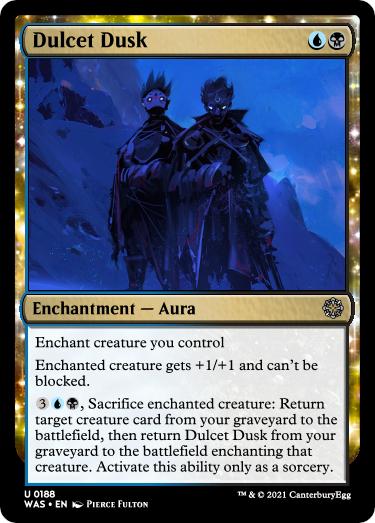 Dulcet Dusk
Enchantment — Aura
Enchant creature you control
Enchanted creature gets +1/+1 and can't be
blocked.
3, Sacrifice enchanted creature: Return
target creature card from your graveyard to the
battlefield, then return Dulcet Dusk from your
graveyard to the battlefield enchanting that
creature. Activate this ability only as a sorcery.
U 0188
WAS • EN Pierce Fulton
™ & © 2021 CanterburyEgg